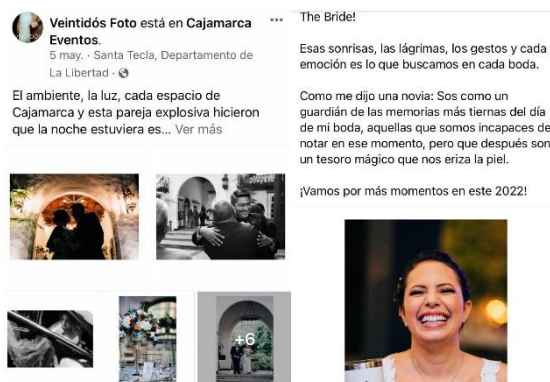 Veintidós Foto está en Cajamarca
Eventos.
5 may. · Santa Tecla, Departamento de
La Libertad ·
El ambiente, la luz, cada espacio de
Cajamarca y esta pareja explosiva hicieron
que la noche estuviera es... Ver más
+6
The Bride!
Esas sonrisas, las lágrimas, los gestos y cada
emoción es lo que buscamos en cada boda.
Como me dijo una novia: Sos como un
guardián de las memorias más tiernas del día
de mi boda, aquellas que somos incapaces de
notar en ese momento, pero que después son
un tesoro mágico que nos eriza la piel.
¡Vamos por más momentos en este 2022!